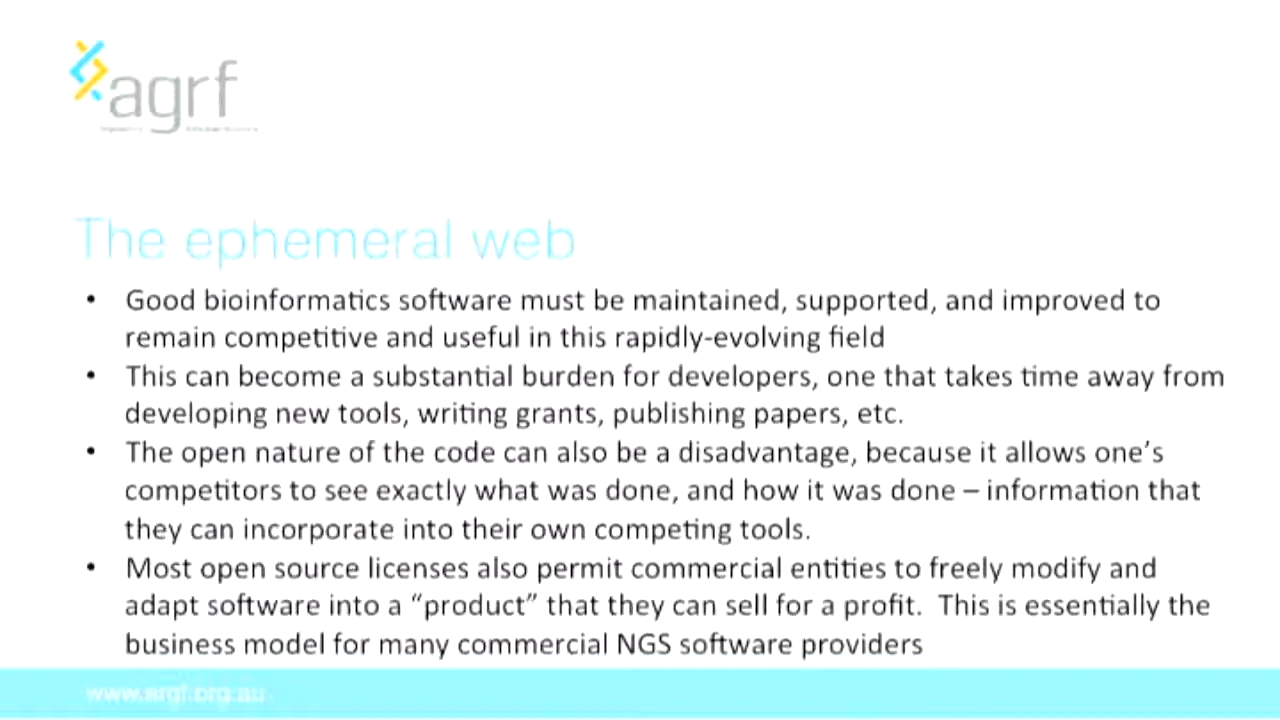 agrf
The ephemeral web
• Good bioinformatics software must be maintained, supported, and improved to
remain competitive and useful in this rapidly-evolving field
• This can become a substantial burden for developers, one that takes time away from
developing new tools, writing grants, publishing papers, etc.
• The open nature of the code can also be a disadvantage, because it allows one’s
competitors to see exactly what was done, and how it was done – information that
they can incorporate into their own competing tools.
• Most open source licenses also permit commercial entities to freely modify and
adapt software into a “product” that they can sell for a profit.  This is essentially the
business model for many commercial NGS software providers